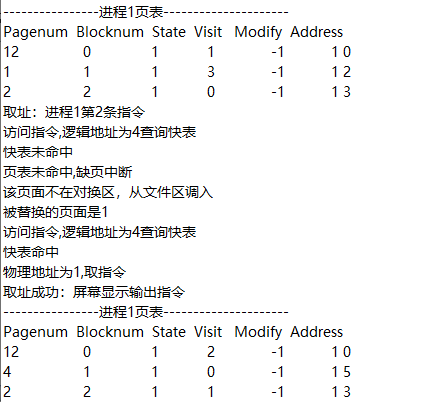 ----------------进程1页表---------------------
Pagenum Blocknum State Visit Modify Address
12 0 1 1 -1 1 0
1 1 1 3 -1 1 2
2 2 1 0 -1 1 3
取址：进程1第2条指令
访问指令,逻辑地址为4查询快表
快表未命中
页表未命中,缺页中断
该页面不在对换区，从文件区调入
被替换的页面是1
访问指令,逻辑地址为4查询快表
快表命中
物理地址为1,取指令
取址成功：屏幕显示输出指令
----------------进程1页表---------------------
Pagenum Blocknum State Visit Modify Address
12 0 1 2 -1 1 0
4 1 1 0 -1 1 5
2 2 1 1 -1 1 3